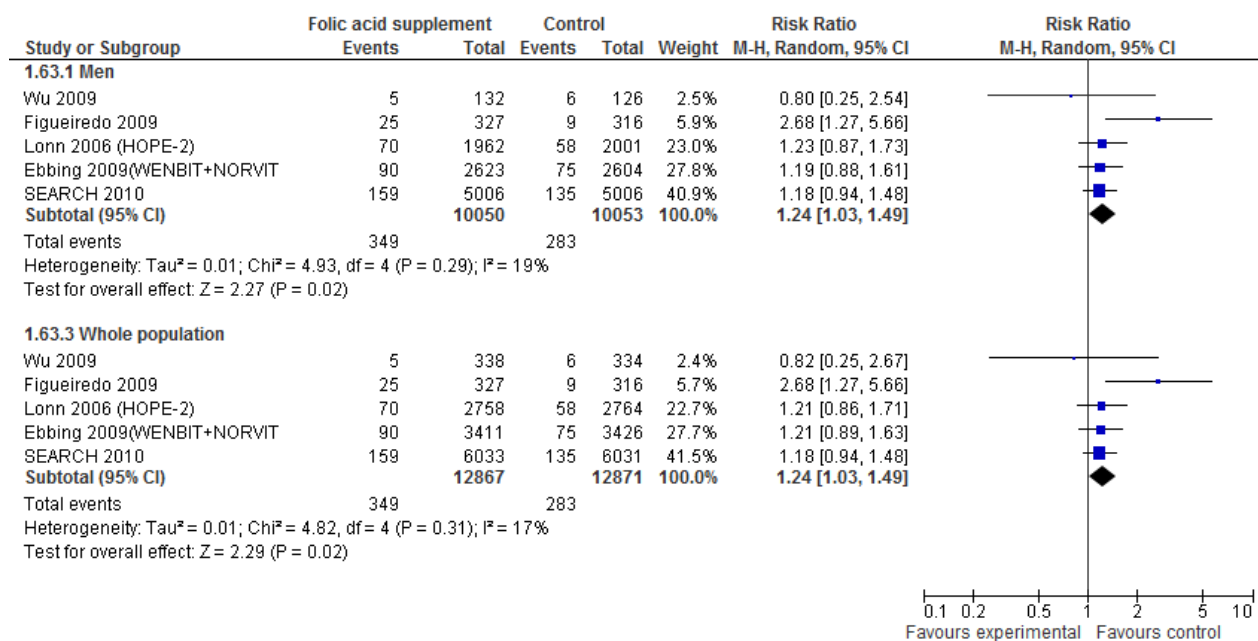 Folic acid supplement Control Risk Ratio Risk Ratio
Study or Subgroup Events Total Events Total Weight M-H, Random, 95% CI M-H, Random, 95% CI
1.63.1 Men
Wu 2009 5 132 6 126 2.5% 0.80 [0.25, 2.54]
Figueiredo 2009 25 327 9 316 5.9% 2.68 [1.27, 5.66]
Lonn 2006 (HOPE-2) 70 1962 58 2001 23.0% 1.23 [0.87, 1.73]
Ebbing 2009(WENBIT+NORVIT 90 2623 75 2604 27.8% 1.19 [0.88, 1.61]
SEARCH 2010 159 5006 135 5006 40.9% 1.18 [0.94, 1.48]
Subtotal (95% CI) 10050 10053 100.0% 1.24 [1.03, 1.49]
Total events 349 283
Heterogeneity: Tau² = 0.01; Chi² = 4.93, df = 4 (P = 0.29); I² = 19%
Test for overall effect: Z = 2.27 (P = 0.02)
1.63.3 Whole population
Wu 2009 5 338 6 334 2.4% 0.82 [0.25, 2.67]
Figueiredo 2009 25 327 9 316 5.7% 2.68 [1.27, 5.66]
Lonn 2006 (HOPE-2) 70 2758 58 2764 22.7% 1.21 [0.86, 1.71]
Ebbing 2009(WENBIT+NORVIT 90 3411 75 3426 27.7% 1.21 [0.89, 1.63]
SEARCH 2010 159 6033 135 6031 41.5% 1.18 [0.94, 1.48]
Subtotal (95% CI) 12867 12871 100.0% 1.24 [1.03, 1.49]
Total events 349 283
Heterogeneity: Tau² = 0.01; Chi² = 4.82, df = 4 (P = 0.31); I² = 17%
Test for overall effect: Z = 2.29 (P = 0.02)
0.1 0.2 0.5 1 2 5 10
Favours experimental Favours control